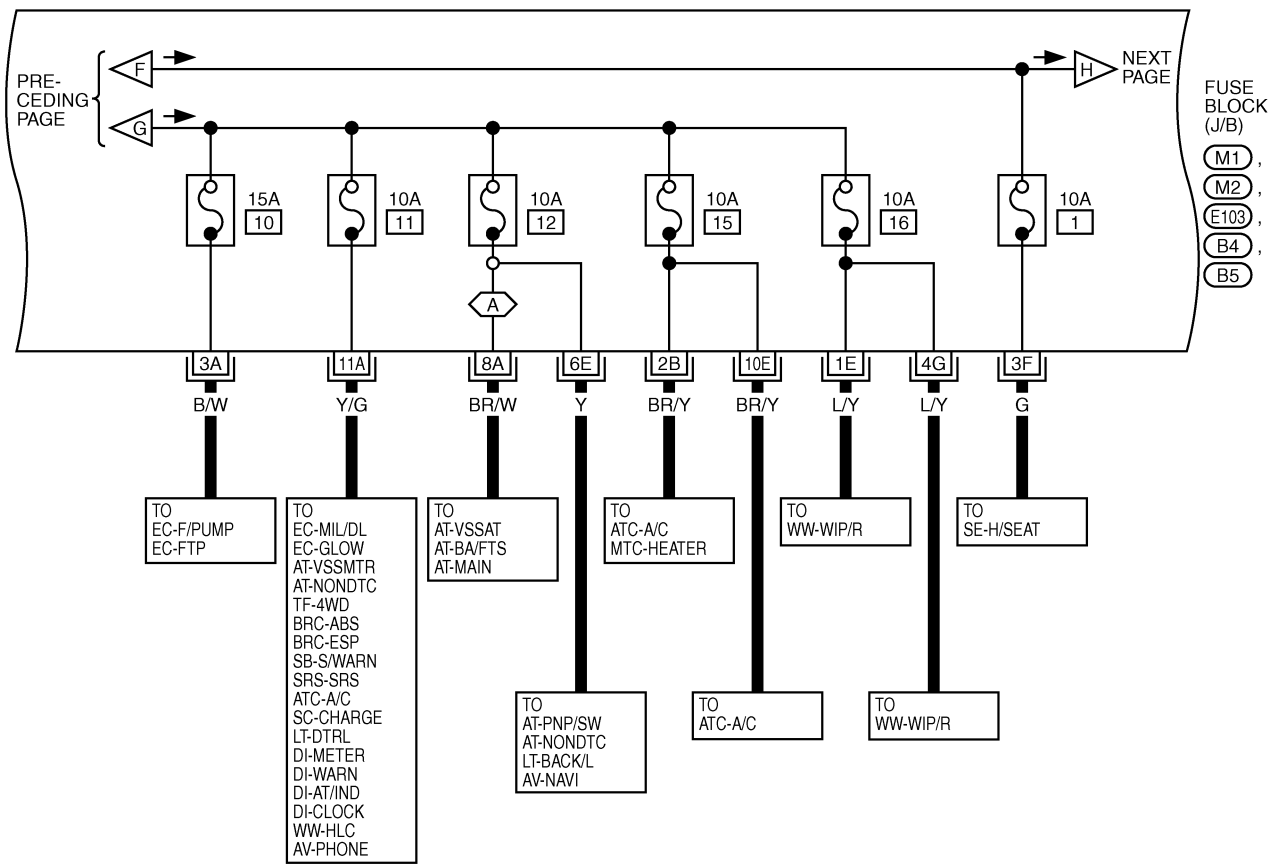 PRE-
CEDING
PAGE
F
G
H
NEXT
PAGE
FUSE
BLOCK
(J/B)
M1 ,
M2 ,
E103 ,
B4 ,
B5
15A
10
10A
11
10A
12
10A
15
10A
16
10A
1
A
3A
11A
8A
6E
2B
10E
1E
4G
3F
B/W
Y/G
BR/W
Y
BR/Y
BR/Y
L/Y
L/Y
G
TO
EC-F/PUMP
EC-FTP
TO
EC-MIL/DL
EC-GLOW
AT-VSSMTR
AT-NONDTC
TF-4WD
BRC-ABS
BRC-ESP
SB-S/WARN
SRS-SRS
ATC-A/C
SC-CHARGE
LT-DTRL
DI-METER
DI-WARN
DI-AT/IND
DI-CLOCK
WW-HLC
AV-PHONE
TO
AT-VSSAT
AT-BA/FTS
AT-MAIN
TO
AT-PNP/SW
AT-NONDTC
LT-BACK/L
AV-NAVI
TO
ATC-A/C
MTC-HEATER
TO
ATC-A/C
TO
WW-WIP/R
TO
WW-WIP/R
TO
SE-H/SEAT